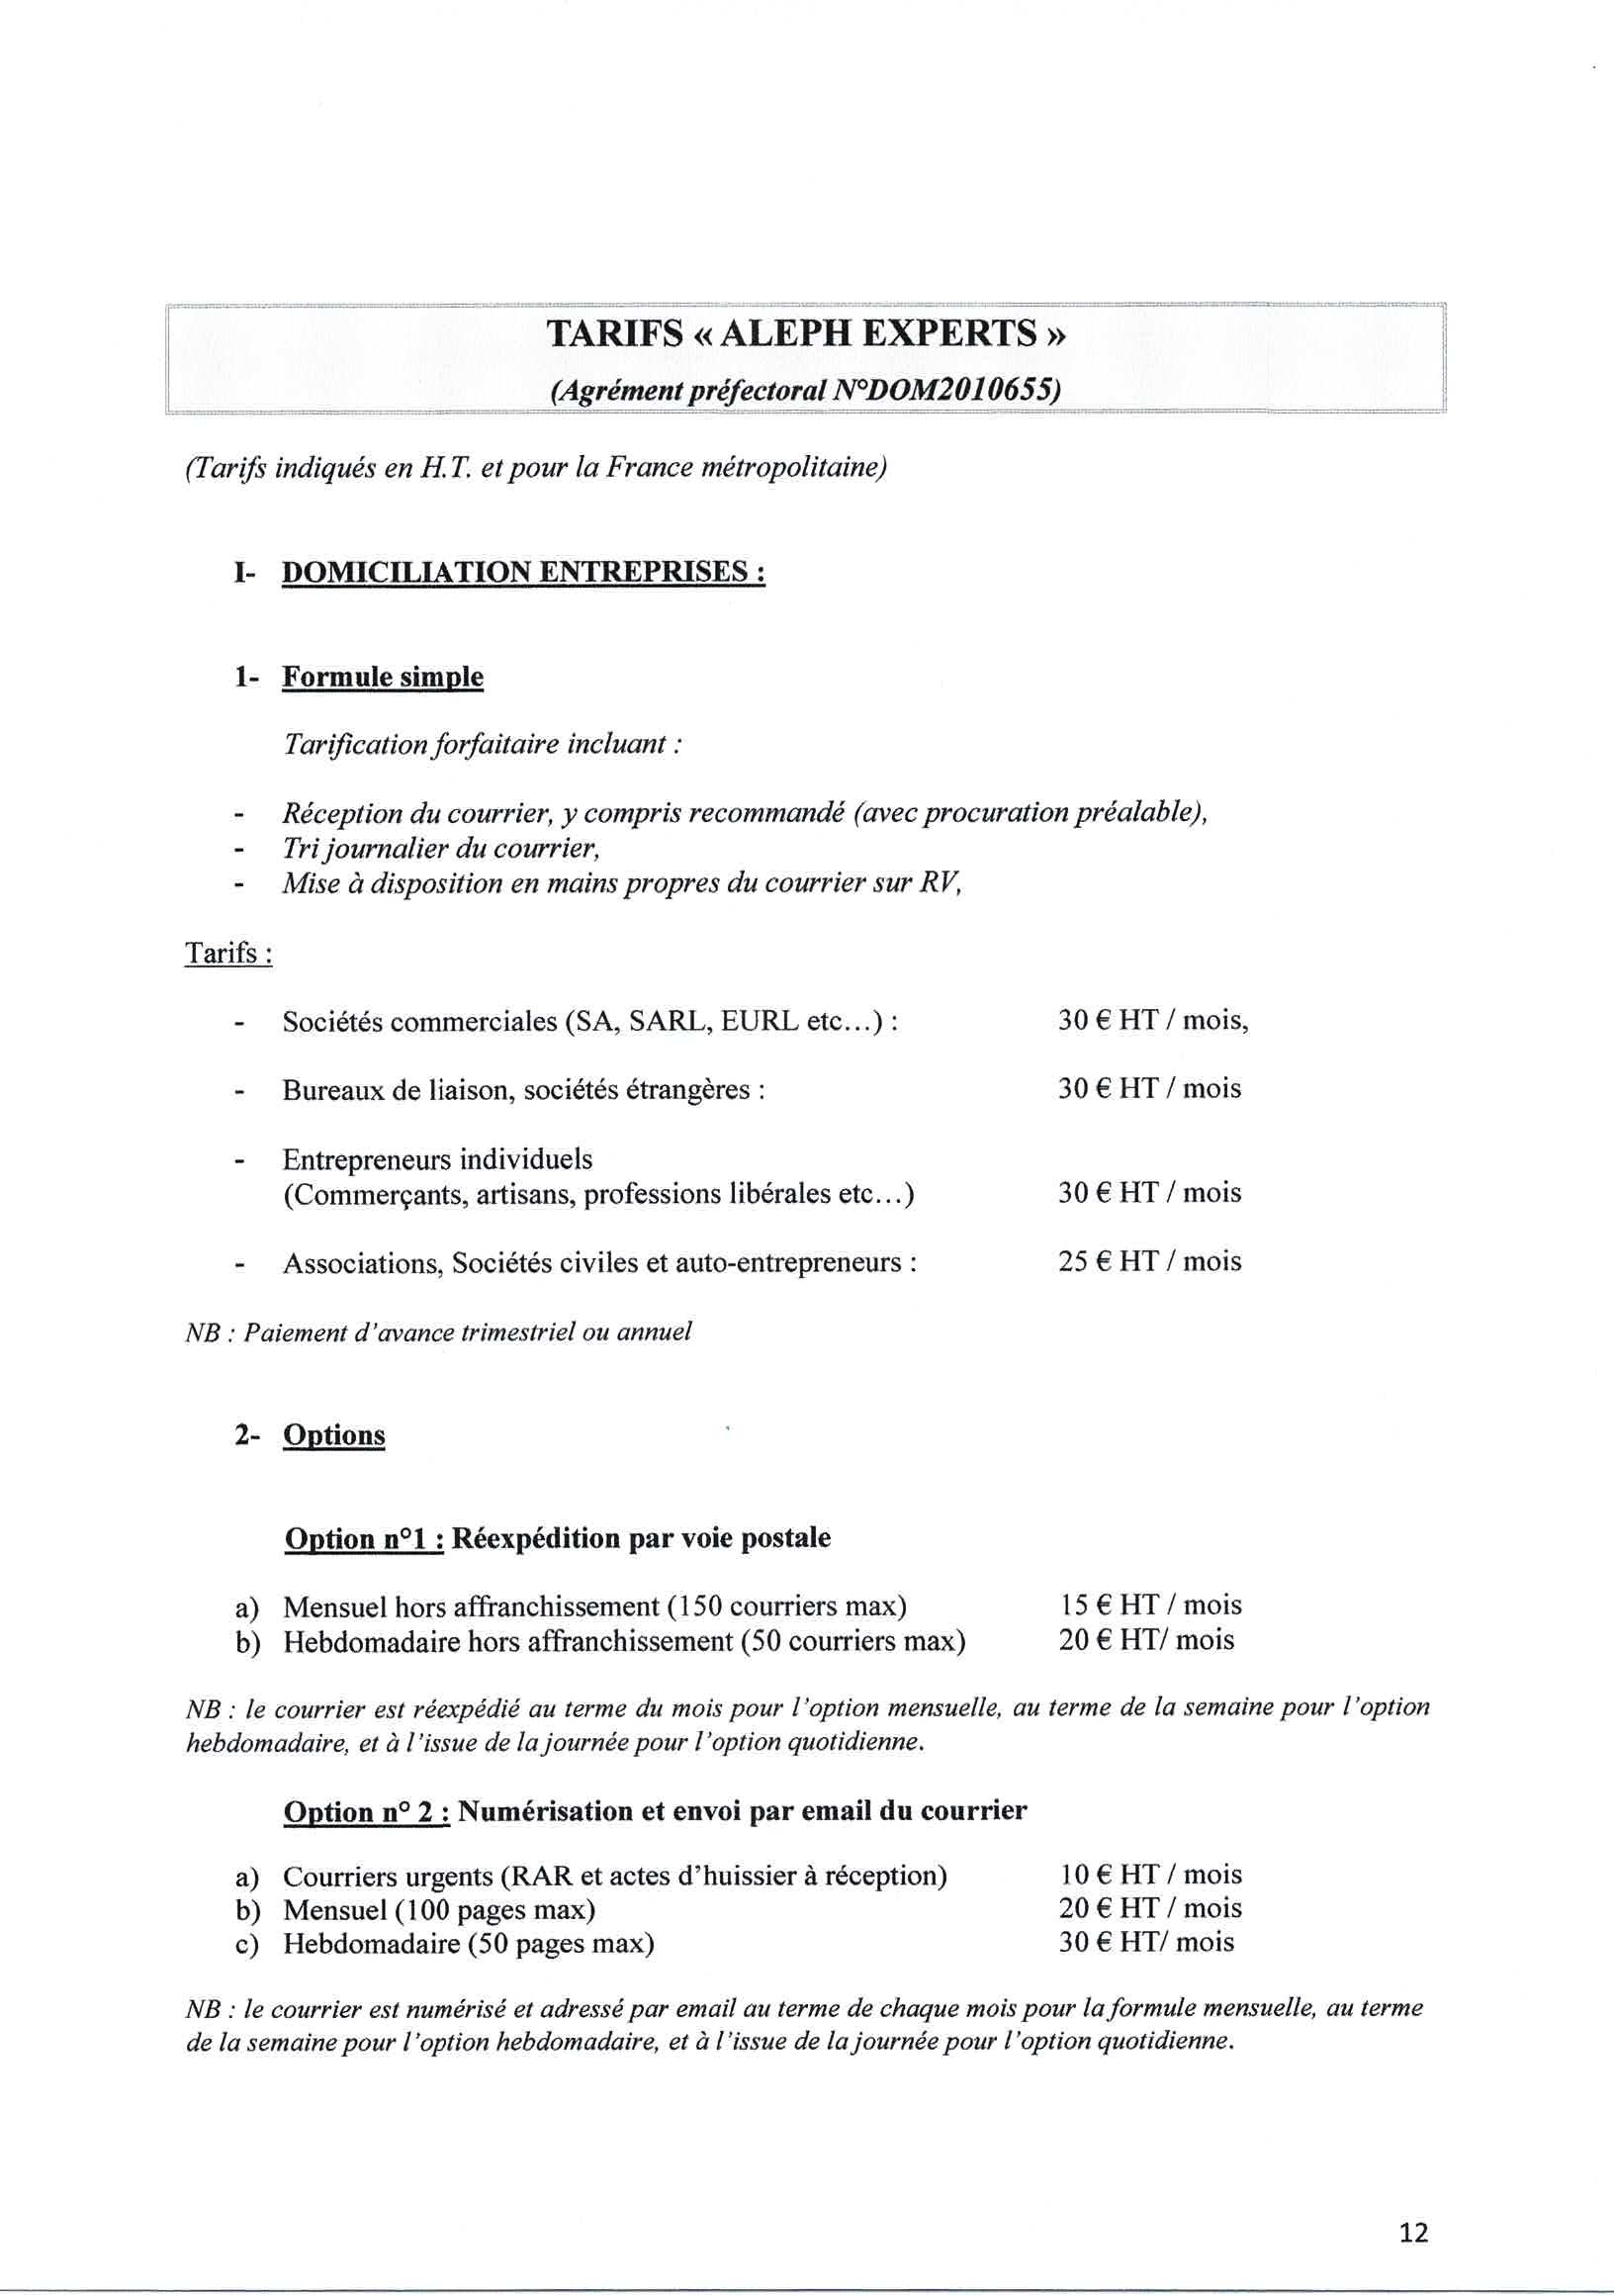 TARIFS « ALEPH EXPERTS »
(Agrément préfectoral N°DOM2010655)
(Tarifs indiqués en H.T. et pour la France métropolitaine)
I- DOMICILIATION ENTREPRISES :
1- Formule simple
Tarification forfaitaire incluant :
- Réception du courrier, y compris recommandé (avec procuration préalable),
- Tri journalier du courrier,
- Mise à disposition en mains propres du courrier sur RV,
Tarifs :
- Sociétés commerciales (SA, SARL, EURL etc...) : 30 € HT / mois,
- Bureaux de liaison, sociétés étrangères : 30 € HT / mois
- Entrepreneurs individuels
(Commerçants, artisans, professions libérales etc...) 30 € HT / mois
- Associations, Sociétés civiles et auto-entrepreneurs : 25 € HT / mois
NB : Paiement d'avance trimestriel ou annuel
2- Options
Option n°1 : Réexpédition par voie postale
a) Mensuel hors affranchissement (150 courriers max) 15 € HT / mois
b) Hebdomadaire hors affranchissement (50 courriers max) 20 € HT/ mois
NB : le courrier est réexpédié au terme du mois pour l'option mensuelle, au terme de la semaine pour l'option
hebdomadaire, et à l'issue de la journée pour l'option quotidienne.
Option n° 2 : Numérisation et envoi par email du courrier
a) Courriers urgents (RAR et actes d'huissier à réception) 10 € HT / mois
b) Mensuel (100 pages max) 20 € HT / mois
c) Hebdomadaire (50 pages max) 30 € HT/ mois
NB : le courrier est numérisé et adressé par email au terme de chaque mois pour la formule mensuelle, au terme
de la semaine pour l'option hebdomadaire, et à l'issue de la journée pour l'option quotidienne.
12